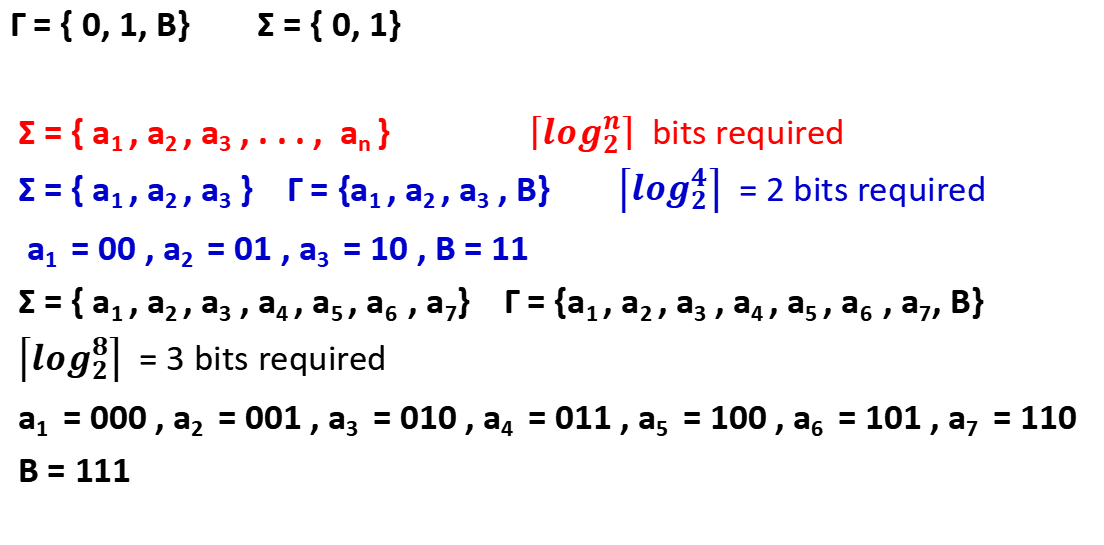 Γ = { 0, 1, B} Σ = { 0, 1}
Σ = { a₁ , a₂ , a₃ , . . . , aₙ } ⌈log₂ⁿ⌉ bits required
Σ = { a₁ , a₂ , a₃ } Γ = {a₁ , a₂ , a₃ , B} ⌈log₂⁴⌉ = 2 bits required
a₁ = 00 , a₂ = 01 , a₃ = 10 , B = 11
Σ = { a₁ , a₂ , a₃ , a₄ , a₅ , a₆ , a₇} Γ = {a₁ , a₂ , a₃ , a₄ , a₅ , a₆ , a₇, B}
⌈log₂⁸⌉ = 3 bits required
a₁ = 000 , a₂ = 001 , a₃ = 010 , a₄ = 011 , a₅ = 100 , a₆ = 101 , a₇ = 110
B = 111